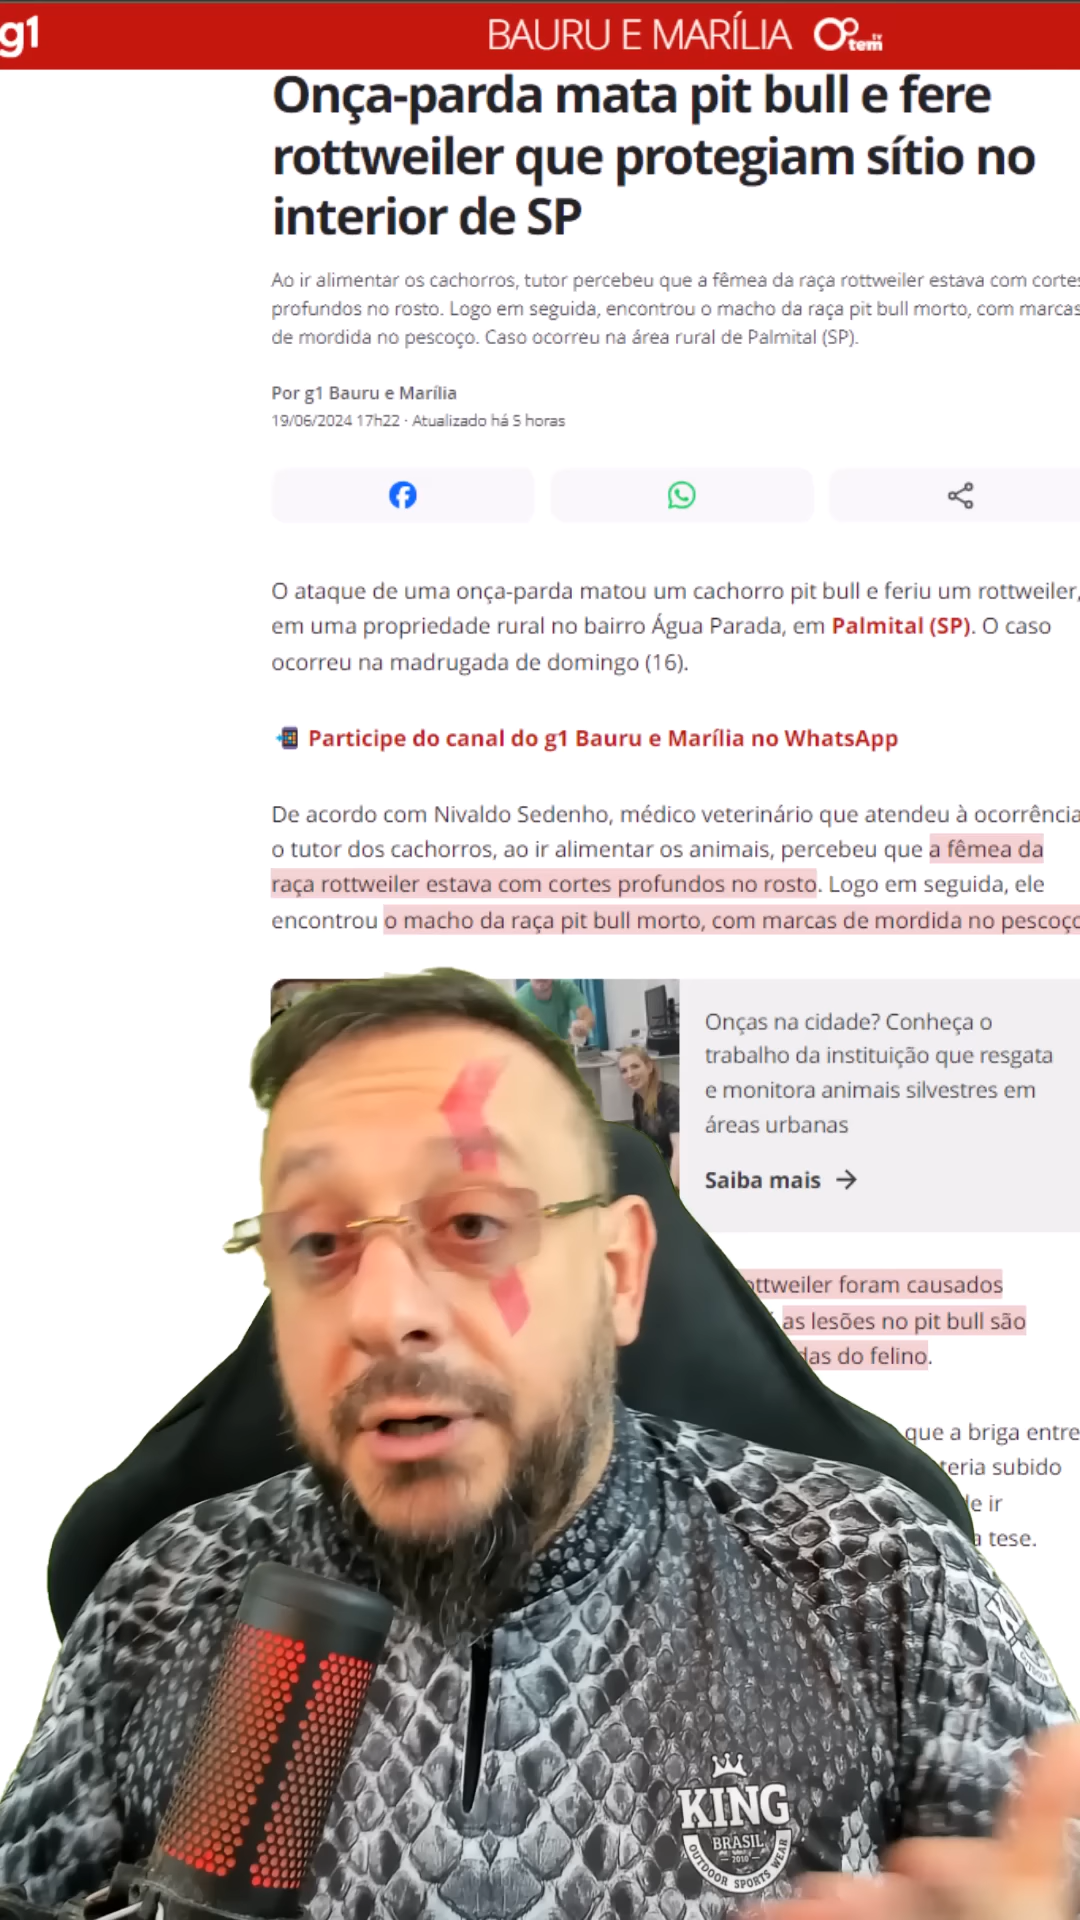 g1
BAURU E MARÍLIA tem tv
Onça-parda mata pit bull e fere
rottweiler que protegiam sítio no
interior de SP
Ao ir alimentar os cachorros, tutor percebeu que a fêmea da raça rottweiler estava com cortes
profundos no rosto. Logo em seguida, encontrou o macho da raça pit bull morto, com marcas
de mordida no pescoço. Caso ocorreu na área rural de Palmital (SP).
Por g1 Bauru e Marília
19/06/2024 17h22 · Atualizado há 5 horas
O ataque de uma onça-parda matou um cachorro pit bull e feriu um rottweiler,
em uma propriedade rural no bairro Água Parada, em Palmital (SP). O caso
ocorreu na madrugada de domingo (16).
Participe do canal do g1 Bauru e Marília no WhatsApp
De acordo com Nivaldo Sedenho, médico veterinário que atendeu à ocorrência
o tutor dos cachorros, ao ir alimentar os animais, percebeu que a fêmea da
raça rottweiler estava com cortes profundos no rosto. Logo em seguida, ele
encontrou o macho da raça pit bull morto, com marcas de mordida no pescoço
Onças na cidade? Conheça o
trabalho da instituição que resgata
e monitora animais silvestres em
áreas urbanas
Saiba mais →
ottweiler foram causados
as lesões no pit bull são
das do felino.
que a briga entre
teria subido
le ir
a tese.
KING
BRASIL
2010
OUTDOOR SPORTS WEAR